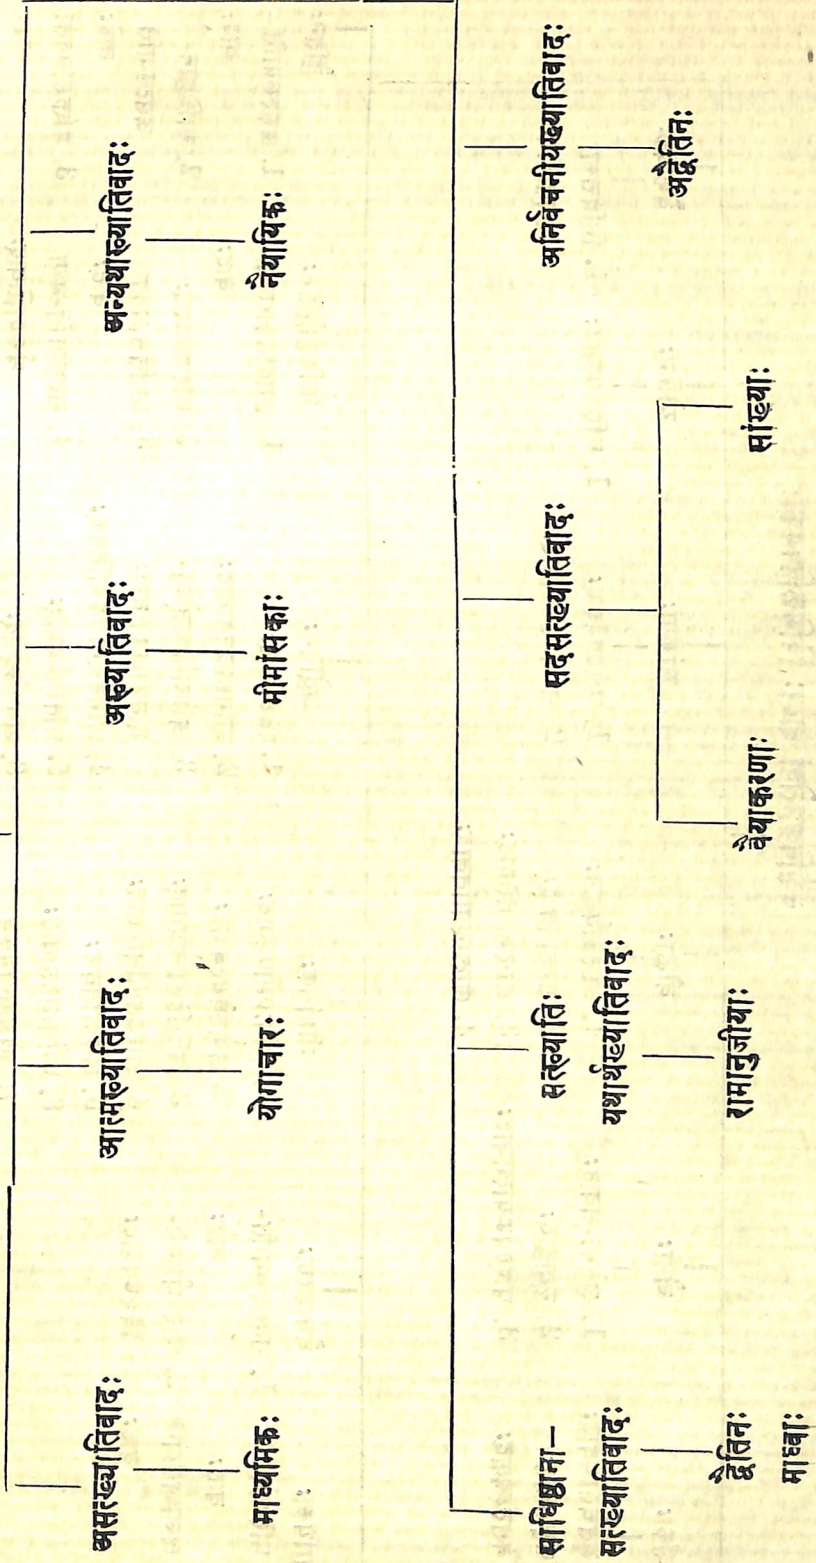 असत्ख्यातिवादः
माध्यमिकः
आत्मख्यातिवादः
योगाचारः
अख्यातिवादः
मीमांसकाः
अन्यथाख्यातिवादः
नैयायिकः
साधिष्ठाना–
सत्ख्यातिवादः
द्वैतिनः
माध्वाः
सत्ख्यातिः
यथार्थख्यातिवादः
रामानुजीयाः
सदसत्ख्यातिवादः
वैयाकरणाः
सांख्याः
अनिर्वचनीयख्यातिवादः
अद्वैतिनः